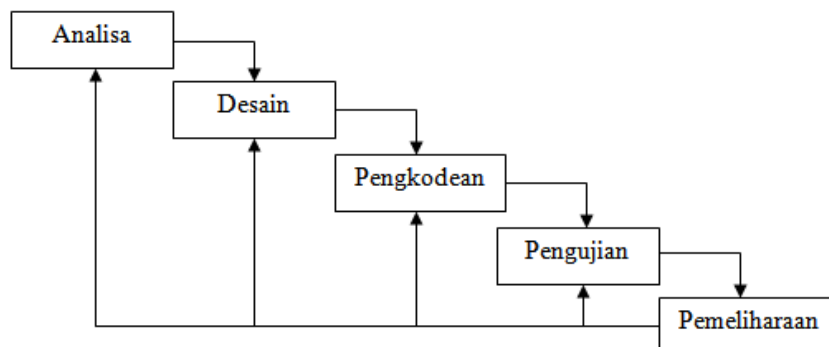 Analisa
Desain
Pengkodean
Pengujian
Pemeliharaan